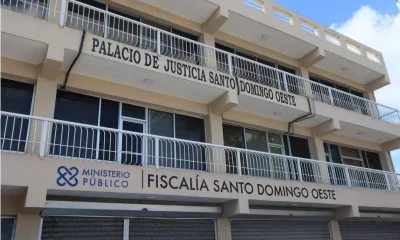 PALACIO DE JUSTICIA SANTO DOMINGO OESTE
MINISTERIO
PÚBLICO
FISCALÍA SANTO DOMINGO OESTE